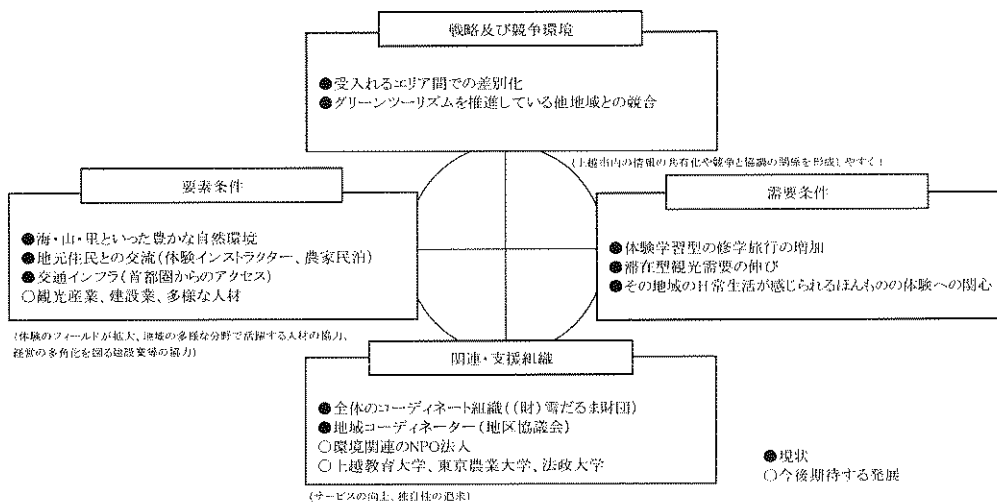 戦略及び競争環境
●受入れるエリア間での差別化
●グリーンツーリズムを推進している他地域との競合
(上越市内の情報の共有化や競争と協調の関係を形成しやすく)
要素条件
●海・山・里といった豊かな自然環境
●地元住民との交流(体験インストラクター、農家民泊)
●交通インフラ(首都圏からのアクセス)
○観光産業、建設業、多様な人材
(体験のフィールドが拡大、地域の多様な分野で活躍する人材の協力、
経営の多角化を図る建設業等の協力)
需要条件
●体験学習型の修学旅行の増加
●滞在型観光需要の伸び
●その地域の日常生活が感じられるほんものの体験への関心
関連・支援組織
●全体のコーディネート組織((財)雪だるま財団)
●地域コーディネーター(地区協議会)
○環境関連のNPO法人
○上越教育大学、東京農業大学、法政大学
(サービスの向上、独自性の追求)
●現状
○今後期待する発展